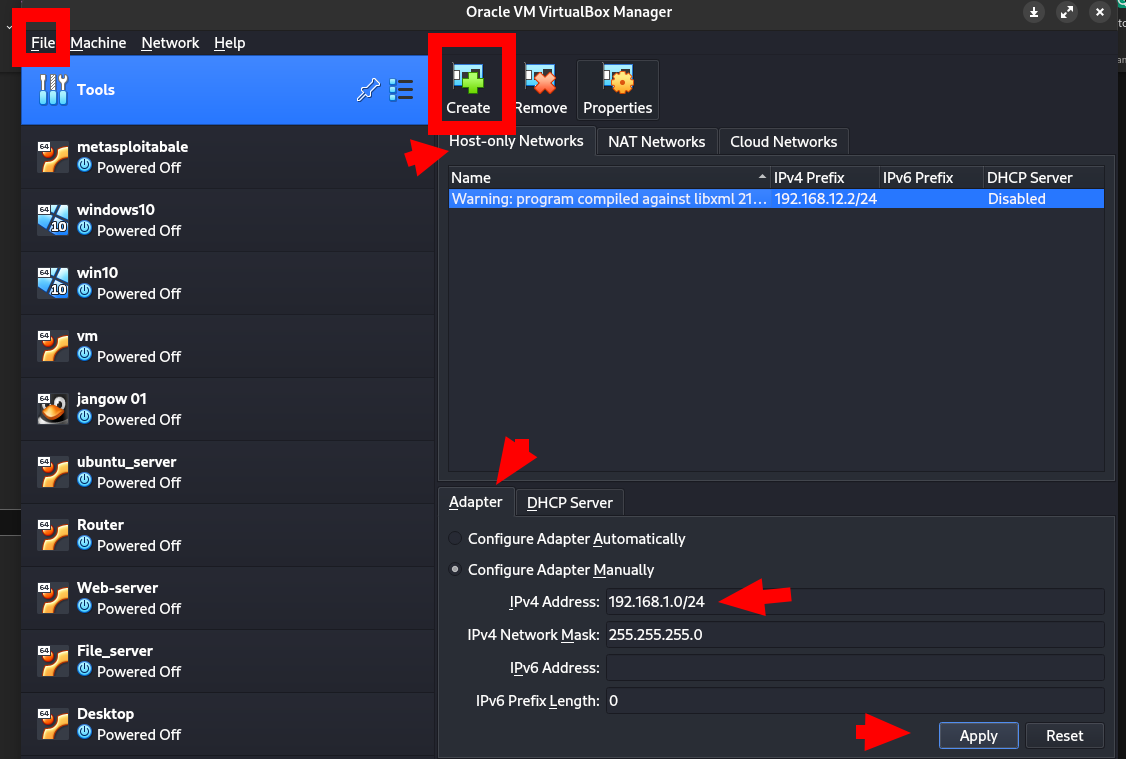 Oracle VM VirtualBox Manager
File Machine Network Help
Tools
metasploitabale
Powered Off
windows10
Powered Off
win10
Powered Off
vm
Powered Off
jangow 01
Powered Off
ubuntu_server
Powered Off
Router
Powered Off
Web-server
Powered Off
File_server
Powered Off
Desktop
Powered Off
Create Remove Properties
Host-only Networks NAT Networks Cloud Networks
Name IPv4 Prefix IPv6 Prefix DHCP Server
Warning: program compiled against libxml 21... 192.168.12.2/24 Disabled
Adapter DHCP Server
Configure Adapter Automatically
Configure Adapter Manually
IPv4 Address: 192.168.1.0/24
IPv4 Network Mask: 255.255.255.0
IPv6 Address:
IPv6 Prefix Length: 0
Apply Reset